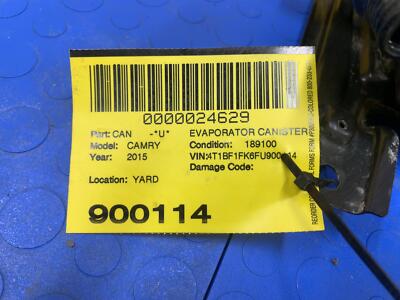 0000024629
Part: CAN -*U* EVAPORATOR CANISTER
Model: CAMRY Condition: 189100
Year: 2015
Damage Code:
Location: YARD
900114